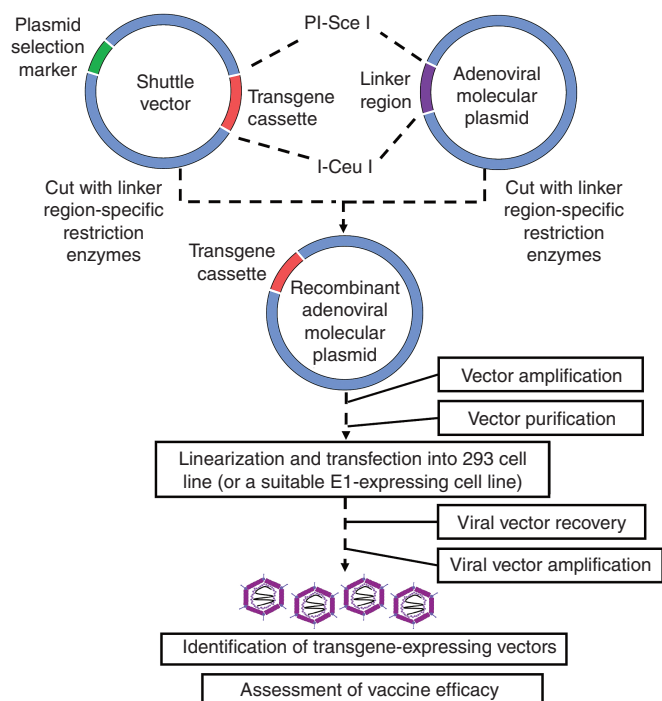 Plasmid
selection
marker
Shuttle
vector
PI-Sce I
Transgene
cassette
I-Ceu I
Linker
region
Adenoviral
molecular
plasmid
Cut with linker
region-specific
restriction
enzymes
Cut with linker
region-specific
restriction
enzymes
Transgene
cassette
Recombinant
adenoviral
molecular
plasmid
Vector amplification
Vector purification
Linearization and transfection into 293 cell
line (or a suitable E1-expressing cell line)
Viral vector recovery
Viral vector amplification
Identification of transgene-expressing vectors
Assessment of vaccine efficacy